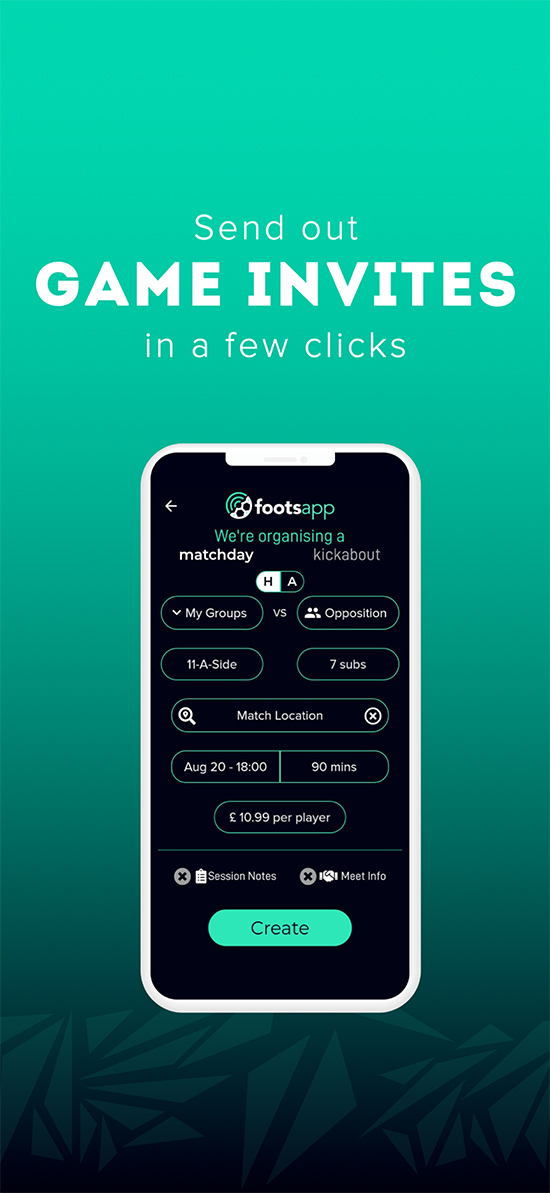 Send out
GAME INVITES
in a few clicks
footsapp
We're organising a
matchday kickabout
H A
My Groups vs Opposition
11-A-Side 7 subs
Match Location
Aug 20 - 18:00 90 mins
£ 10.99 per player
Session Notes Meet Info
Create